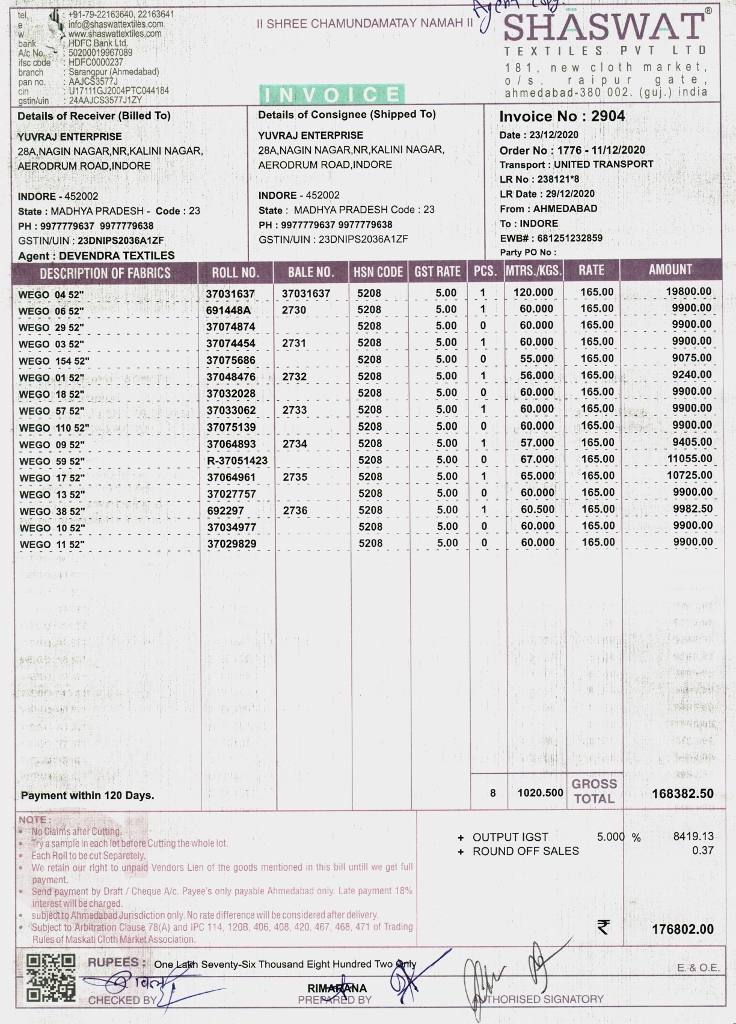 Agent Copy
tel. : +91-79-22163640, 22163641
e : info@shaswattextiles.com
w : www.shaswattextiles.com
bank : HDFC Bank Ltd.
A/c No. : 50200019967089
ifsc code : HDFC0000237
branch : Sarangpur (Ahmedabad)
pan no. : AAJCS3577J
cin : U17111GJ2004PTC044184
gstin/uin : 24AAJCS3577J1ZY
II SHREE CHAMUNDAMATAY NAMAH II
INVOICE
SHASWAT®
TEXTILES PVT LTD
181, new cloth market,
o/s. raipur gate,
ahmedabad-380 002. (guj.) india
Details of Receiver (Billed To)
YUVRAJ ENTERPRISE
28A,NAGIN NAGAR,NR,KALINI NAGAR,
AERODRUM ROAD,INDORE
INDORE - 452002
State : MADHYA PRADESH - Code : 23
PH : 9977779637 9977779638
GSTIN/UIN : 23DNIPS2036A1ZF
Agent : DEVENDRA TEXTILES
Details of Consignee (Shipped To)
YUVRAJ ENTERPRISE
28A,NAGIN NAGAR,NR,KALINI NAGAR,
AERODRUM ROAD,INDORE
INDORE - 452002
State : MADHYA PRADESH Code : 23
PH : 9977779637 9977779638
GSTIN/UIN : 23DNIPS2036A1ZF
Invoice No : 2904
Date : 23/12/2020
Order No : 1776 - 11/12/2020
Transport : UNITED TRANSPORT
LR No : 238121*8
LR Date : 29/12/2020
From : AHMEDABAD
To : INDORE
EWB# : 681251232859
Party PO No :
DESCRIPTION OF FABRICS ROLL NO. BALE NO. HSN CODE GST RATE PCS. MTRS./KGS. RATE AMOUNT
WEGO 04 52" 37031637 37031637 5208 5.00 1 120.000 165.00 19800.00
WEGO 06 52" 691448A 2730 5208 5.00 1 60.000 165.00 9900.00
WEGO 29 52" 37074874 5208 5.00 0 60.000 165.00 9900.00
WEGO 03 52" 37074454 2731 5208 5.00 1 60.000 165.00 9900.00
WEGO 154 52" 37075686 5208 5.00 0 55.000 165.00 9075.00
WEGO 01 52" 37048476 2732 5208 5.00 1 56.000 165.00 9240.00
WEGO 18 52" 37032028 5208 5.00 0 60.000 165.00 9900.00
WEGO 57 52" 37033062 2733 5208 5.00 1 60.000 165.00 9900.00
WEGO 110 52" 37075139 5208 5.00 0 60.000 165.00 9900.00
WEGO 09 52" 37064893 2734 5208 5.00 1 57.000 165.00 9405.00
WEGO 59 52" R-37051423 5208 5.00 0 67.000 165.00 11055.00
WEGO 17 52" 37064961 2735 5208 5.00 1 65.000 165.00 10725.00
WEGO 13 52" 37027757 5208 5.00 0 60.000 165.00 9900.00
WEGO 38 52" 692297 2736 5208 5.00 1 60.500 165.00 9982.50
WEGO 10 52" 37034977 5208 5.00 0 60.000 165.00 9900.00
WEGO 11 52" 37029829 5208 5.00 0 60.000 165.00 9900.00
Payment within 120 Days. 8 1020.500 GROSS TOTAL 168382.50
NOTE :
• No Claims after Cutting.
• Try a sample in each lot before Cutting the whole lot.
• Each Roll to be cut Separetely.
• We retain our right to unpaid Vendors Lien of the goods mentioned in this bill untill we get full
payment.
• Send payment by Draft / Cheque A/c. Payee's only payable Ahmedabad only. Late payment 18%
interest will be charged.
• subject to Ahmedabad Jurisdiction only. No rate difference will be considered after delivery.
• Subject to Arbitration Clause 78(A) and IPC 114, 120B, 406, 408, 420, 467, 468, 471 of Trading
Rules of Maskati Cloth Market Association.
+ OUTPUT IGST 5.000 % 8419.13
+ ROUND OFF SALES 0.37
₹ 176802.00
RUPEES : One Lakh Seventy-Six Thousand Eight Hundred Two Only
E. & O.E.
RIMARANA
CHECKED BY PREPARED BY AUTHORISED SIGNATORY